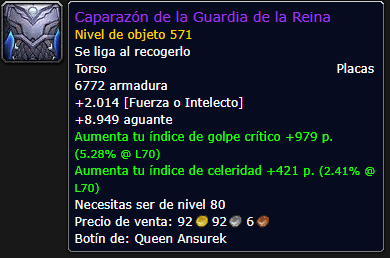 Caparazón de la Guardia de la Reina
Nivel de objeto 571
Se liga al recogerlo
Torso Placas
6772 armadura
+2.014 [Fuerza o Intelecto]
+8.949 aguante
Aumenta tu índice de golpe crítico +979 p.
(5.28% @ L70)
Aumenta tu índice de celeridad +421 p. (2.41% @
L70)
Necesitas ser de nivel 80
Precio de venta: 92 92 6
Botín de: Queen Ansurek